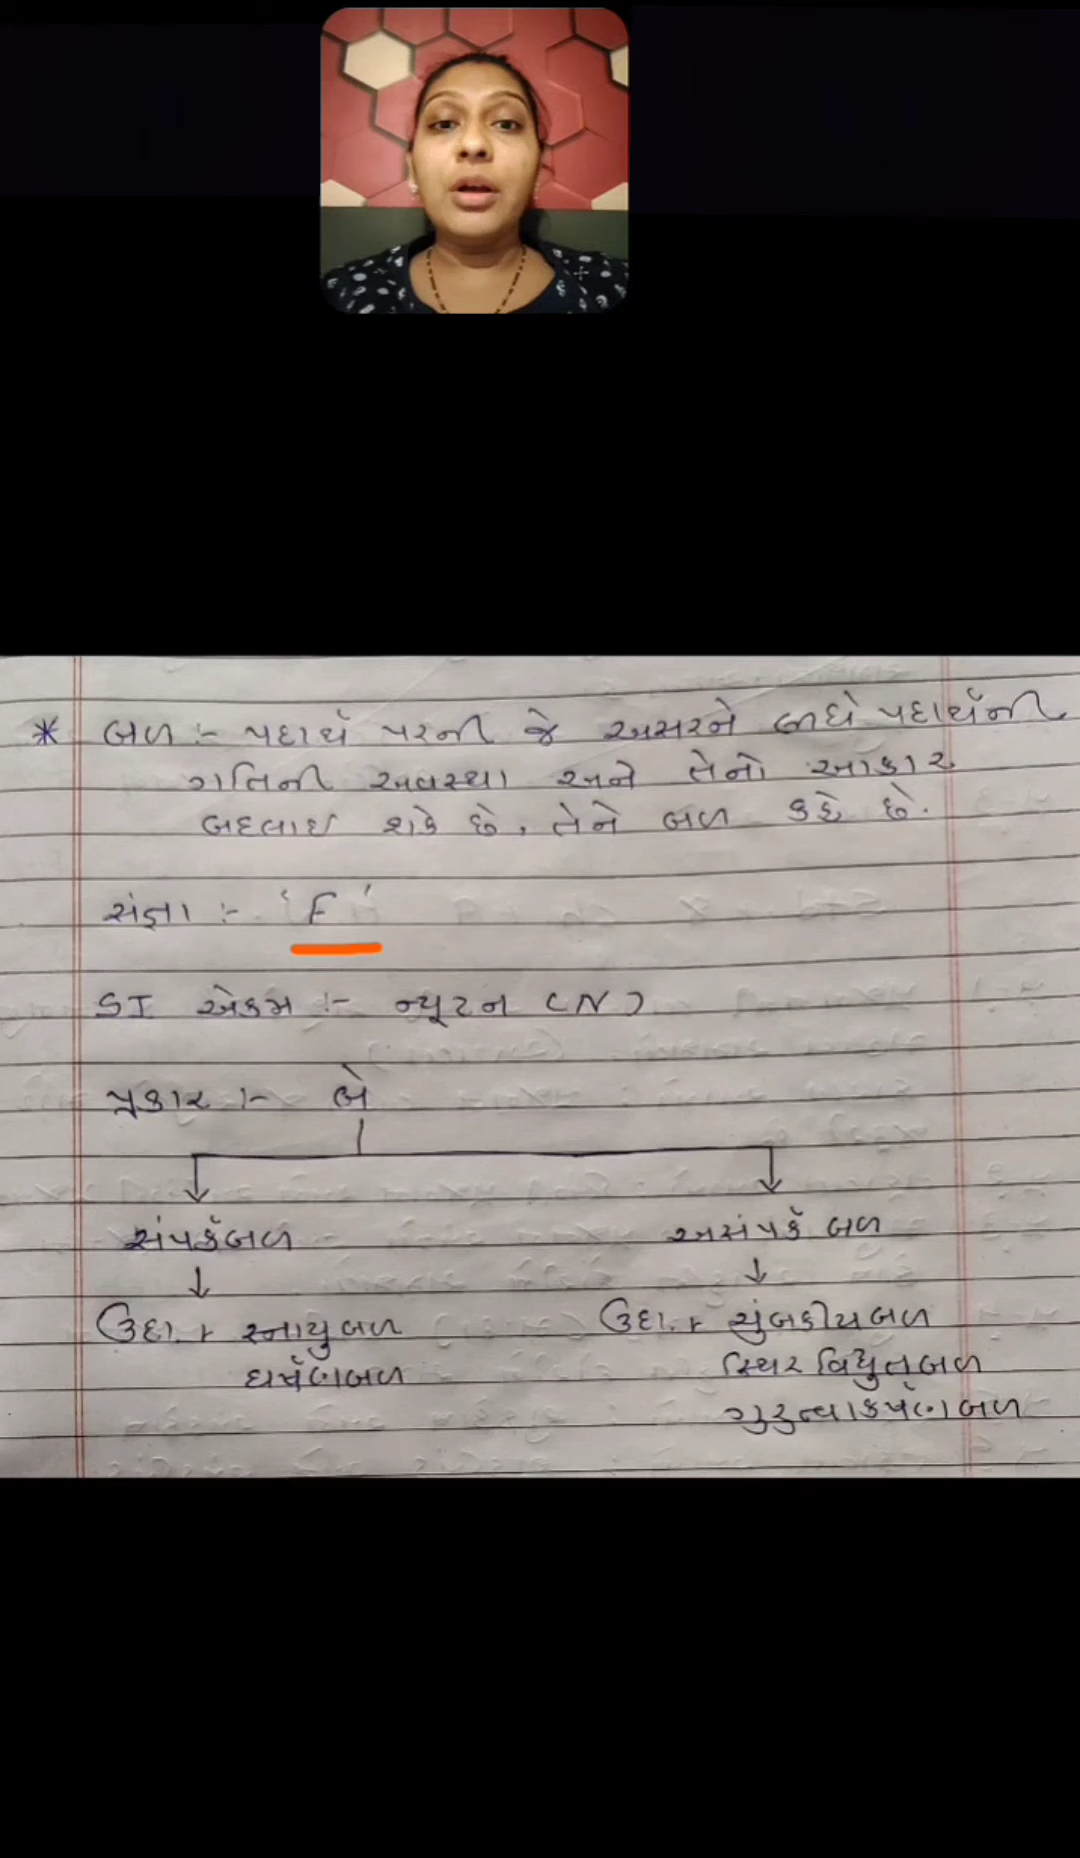 * બળ :- પદાર્થ પરની જે અસરને લીધે પદાર્થની
ગતિની અવસ્થા અને તેનો આકાર
બદલાઈ શકે છે, તેને બળ કહે છે.
સંજ્ઞા :- 'F'
SI એકમ :- ન્યૂટન (N)
પ્રકાર :- બે
સંપર્કબળ અસંપર્ક બળ
ઉદા. :- સ્નાયુબળ ઉદા. :- ચુંબકીયબળ
ઘર્ષણબળ સ્થિર વિદ્યુતબળ
ગુરુત્વાકર્ષણબળ